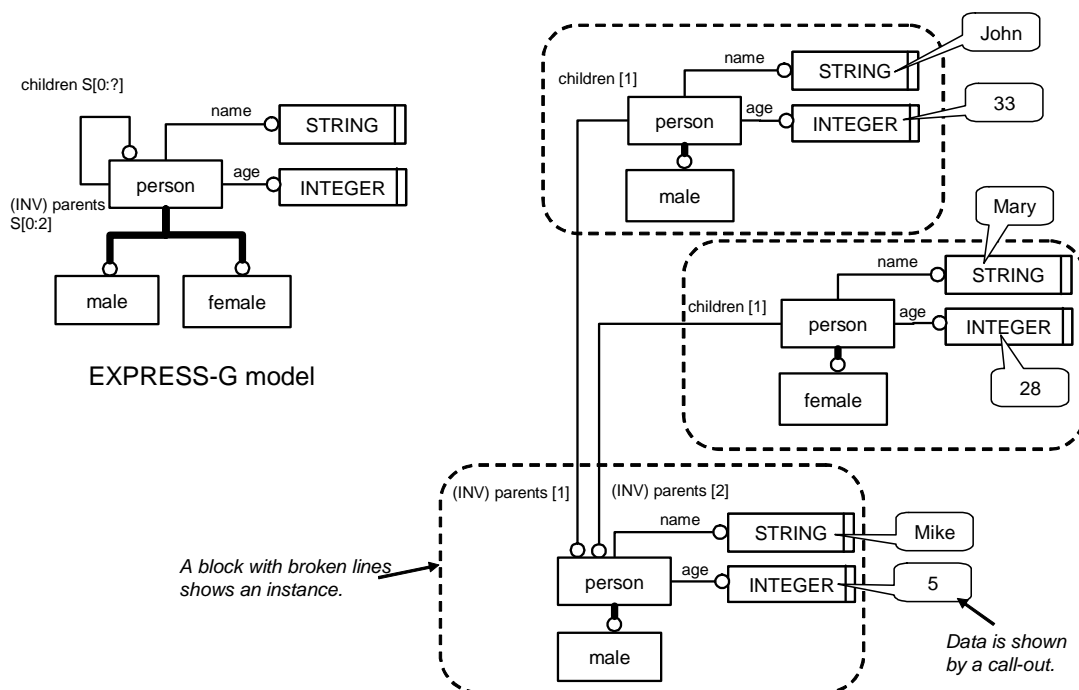 children S[0:?]
name
STRING
person
age
INTEGER
(INV) parents
S[0:2]
male
female
EXPRESS-G model
John
name
STRING
children [1]
33
person
age
INTEGER
male
Mary
name
STRING
children [1]
person
age
INTEGER
28
female
(INV) parents [1]
(INV) parents [2]
name
STRING
Mike
person
age
INTEGER
5
male
A block with broken lines
shows an instance.
Data is shown
by a call-out.